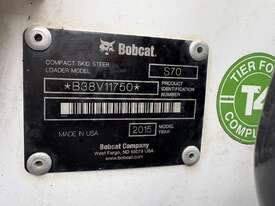 Bobcat.
COMPACT SKID STEER
LOADER MODEL S70
*B38V11750*
PRODUCT
IDENTIFICATION
NUMBER
MADE IN USA 2015 MODEL YEAR
Bobcat Company
West Fargo, ND 58078 USA
www.bobcat.com
TIER FO
T4
COMPL